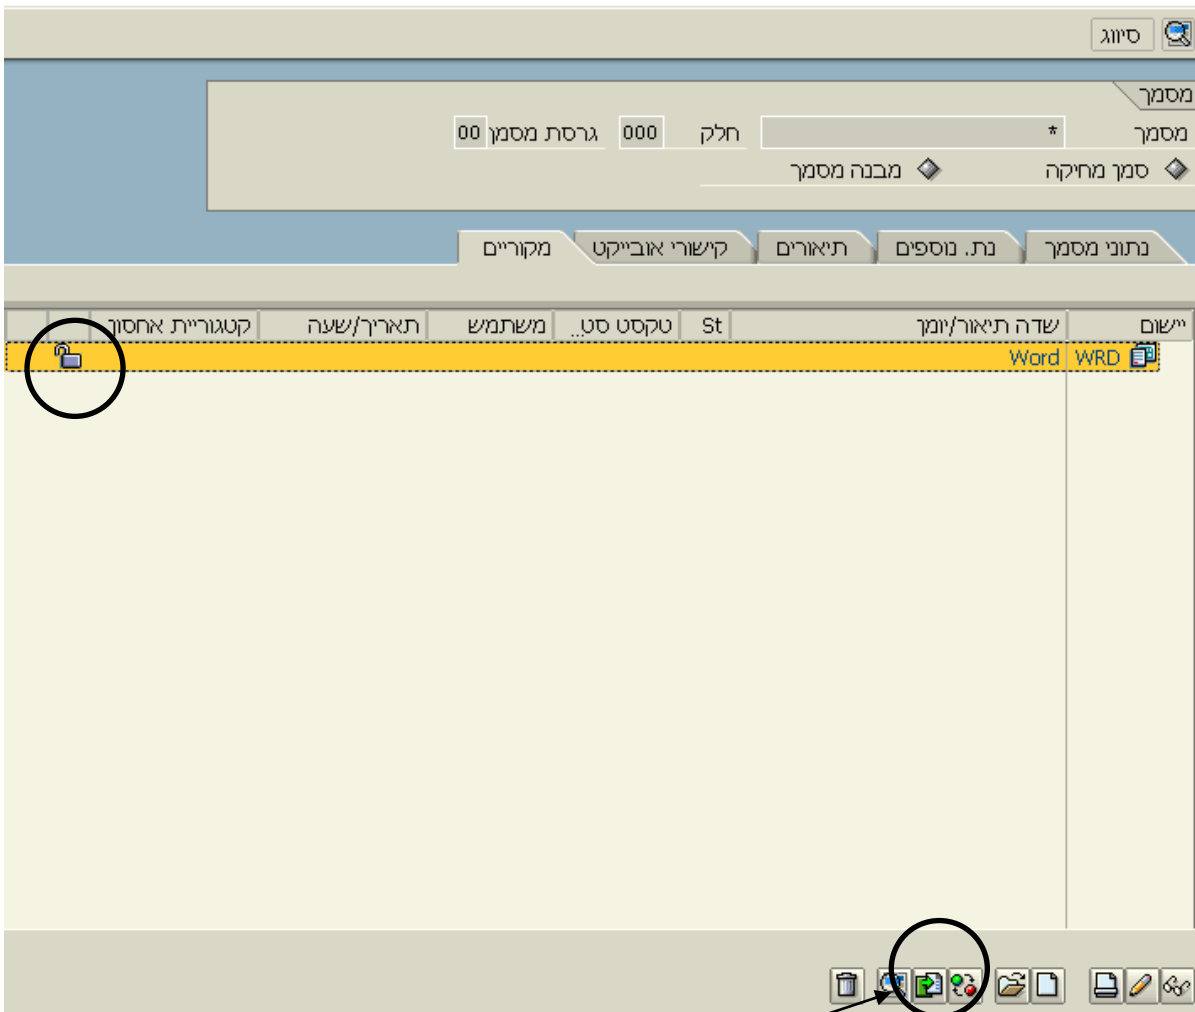 סיווג
מסמך
מסמך * חלק 000 גרסת מסמך 00
סמן מחיקה מבנה מסמך
נתוני מסמך נת. נוספים תיאורים קישורי אובייקט מקוריים
יישום שדה תיאור/יומן St טקסט סט... משתמש תאריך/שעה קטגוריית אחסון
WRD Word